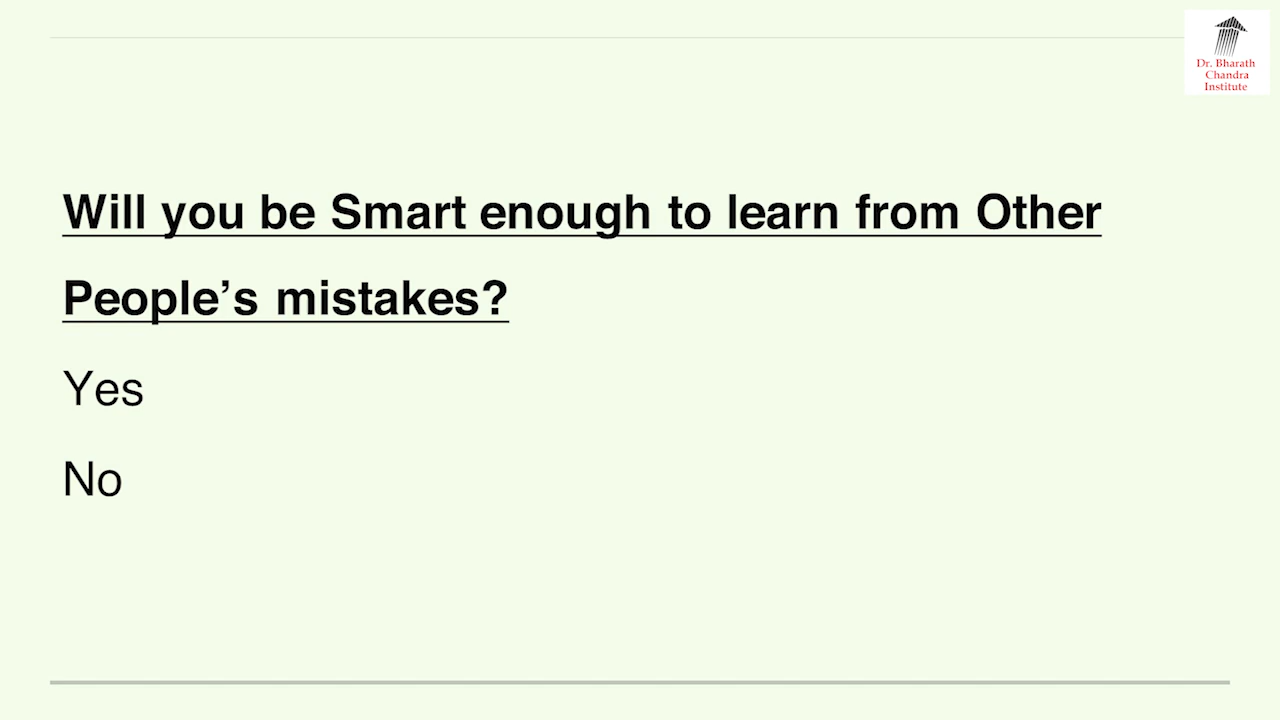 Dr. Bharath
Chandra
Institute
Will you be Smart enough to learn from Other
People’s mistakes?
Yes
No